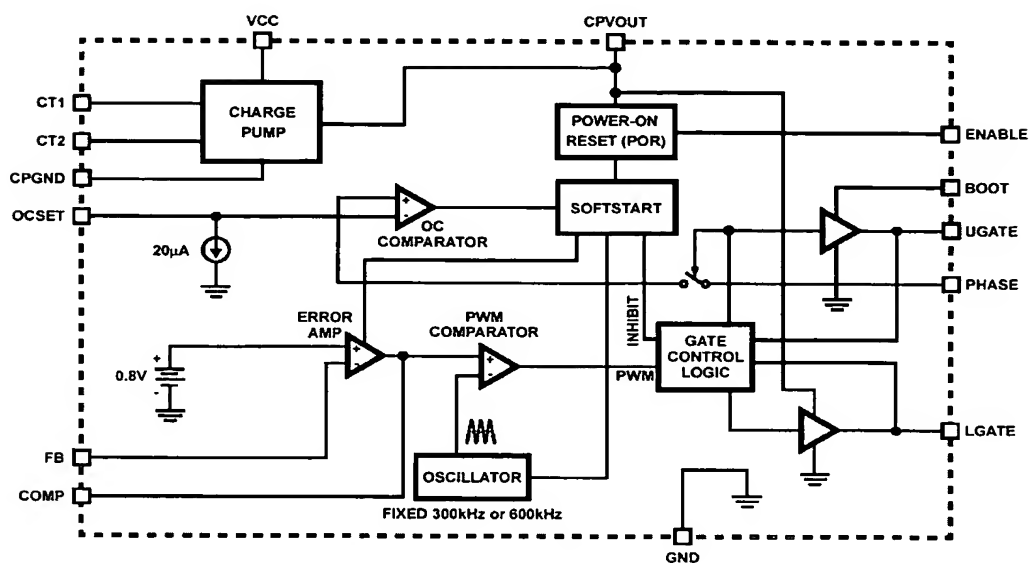 VCC
CPVOUT
CT1
CHARGE
PUMP
CT2
CPGND
POWER-ON
RESET (POR)
ENABLE
BOOT
OCSET
+
-
OC
COMPARATOR
SOFTSTART
UGATE
20µA
PHASE
ERROR
AMP
PWM
COMPARATOR
INHIBIT
GATE
CONTROL
LOGIC
+
0.8V
-
+
-
+
-
PWM
LGATE
FB
OSCILLATOR
COMP
FIXED 300kHz or 600kHz
GND